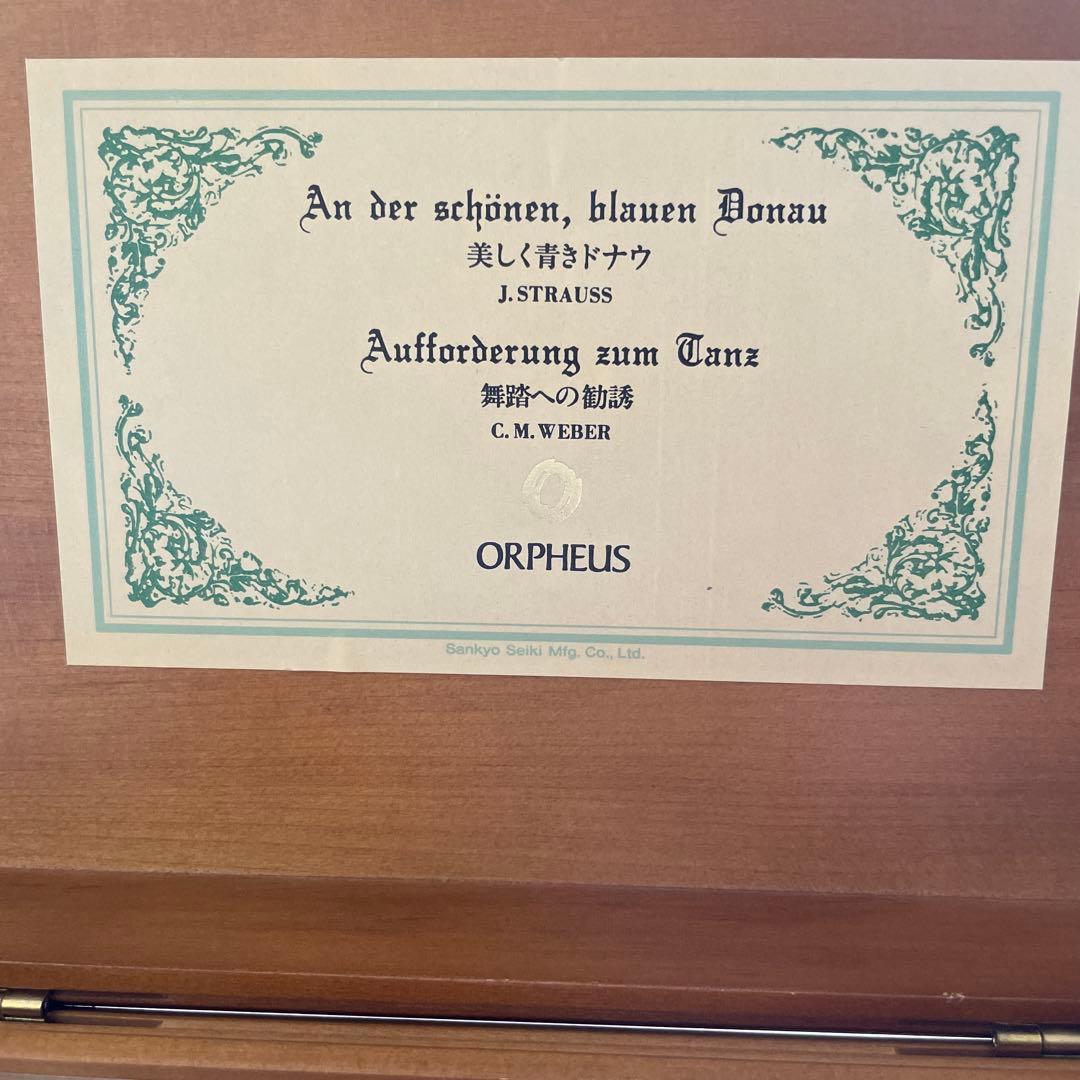 An der schönen, blauen Donau
美しく青きドナウ
J. STRAUSS
Aufforderung zum Tanz
舞踏への勧誘
C. M. WEBER
ORPHEUS
Sankyo Seiki Mfg. Co., Ltd.